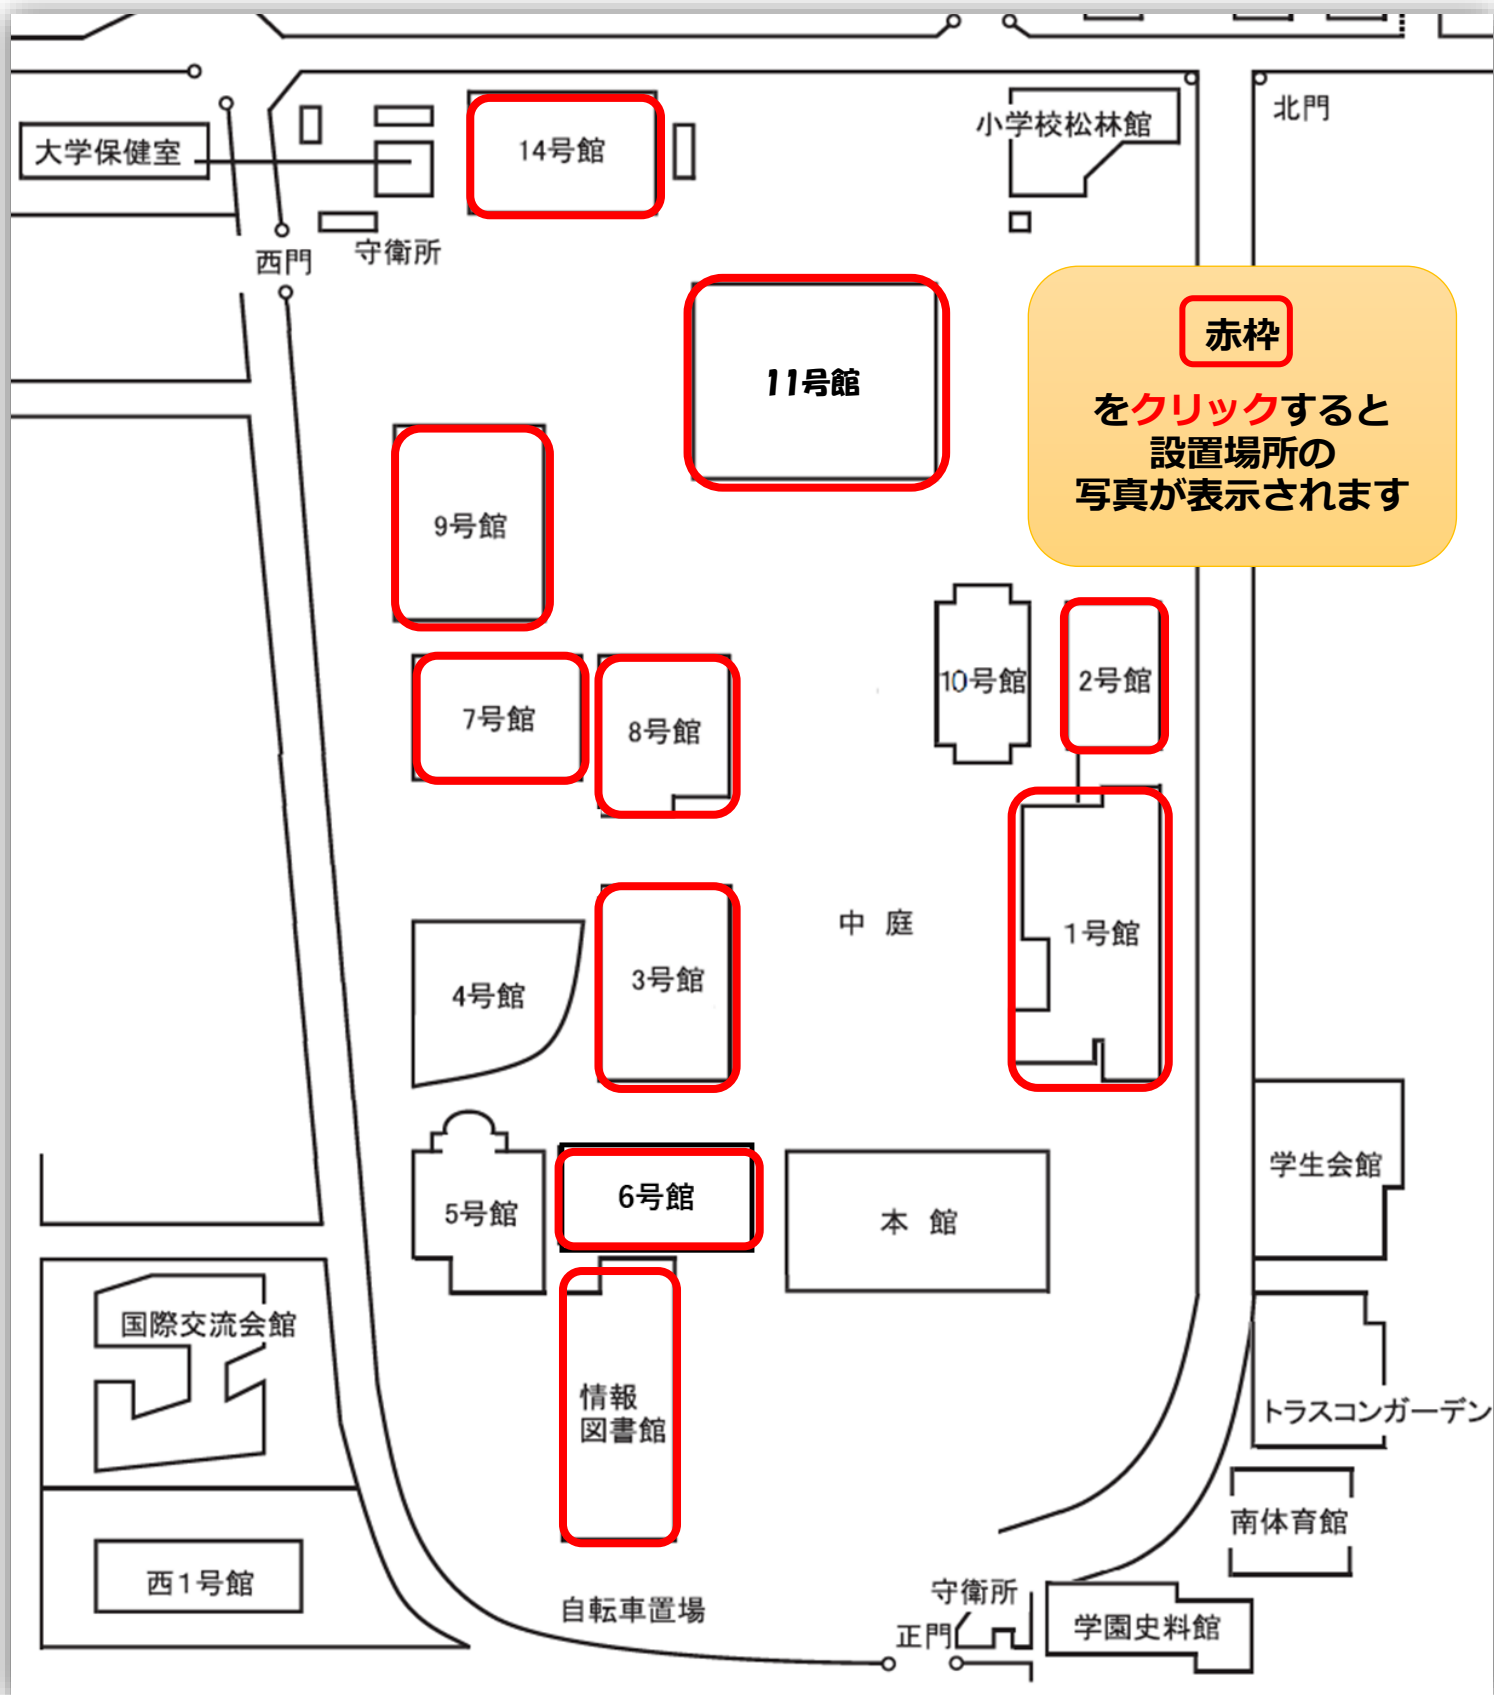 北門
小学校松林館
大学保健室
14号館
西門
守衛所
赤枠
をクリックすると
設置場所の
写真が表示されます
11号館
9号館
10号館
2号館
7号館
8号館
中 庭
1号館
4号館
3号館
学生会館
5号館
6号館
本 館
国際交流会館
情報
図書館
トラスコンガーデン
南体育館
西1号館
自転車置場
守衛所
正門
学園史料館